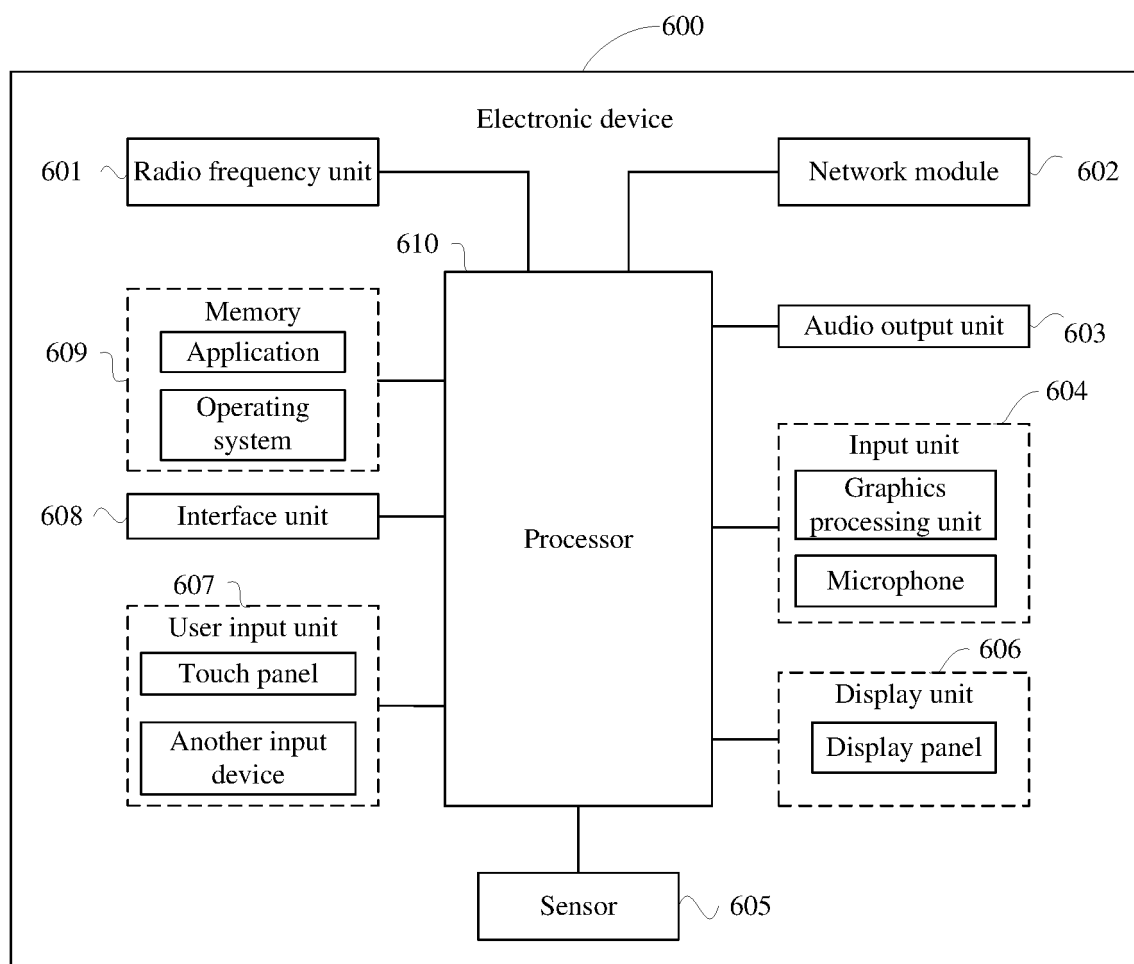 600
Electronic device
601
Radio frequency unit
Network module
602
610
Memory
Application
Operating
system
609
Audio output unit
603
604
Input unit
Graphics
processing unit
Microphone
608
Interface unit
Processor
607
User input unit
Touch panel
Another input
device
606
Display unit
Display panel
Sensor
605